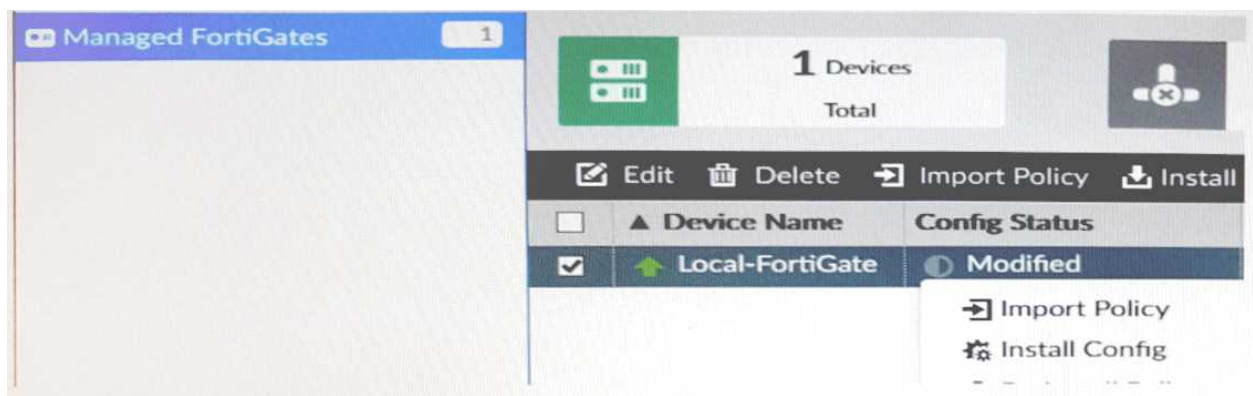 Managed FortiGates 1
1 Devices
Total
Edit Delete Import Policy Install
Device Name Config Status
Local-FortiGate Modified
Import Policy
Install Config